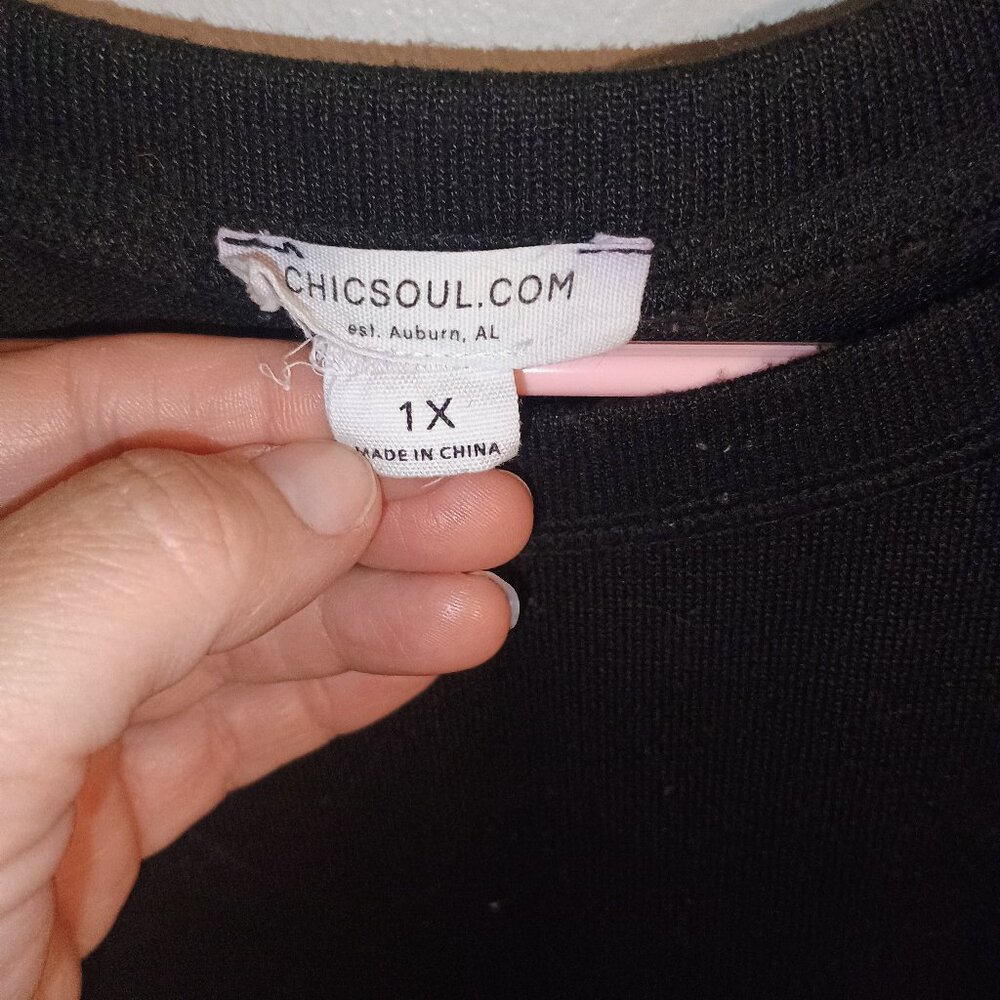 CHICSOUL.COM
est. Auburn, AL
1X
MADE IN CHINA